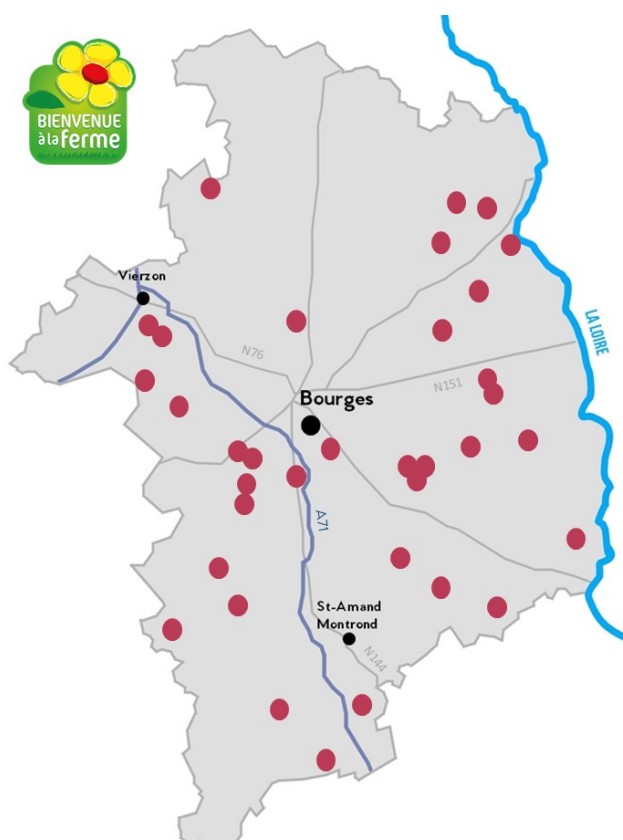 BIENVENUE
à la ferme
Vierzon
N76
LA LOIRE
N151
Bourges
A71
St-Amand
Montrond
N144